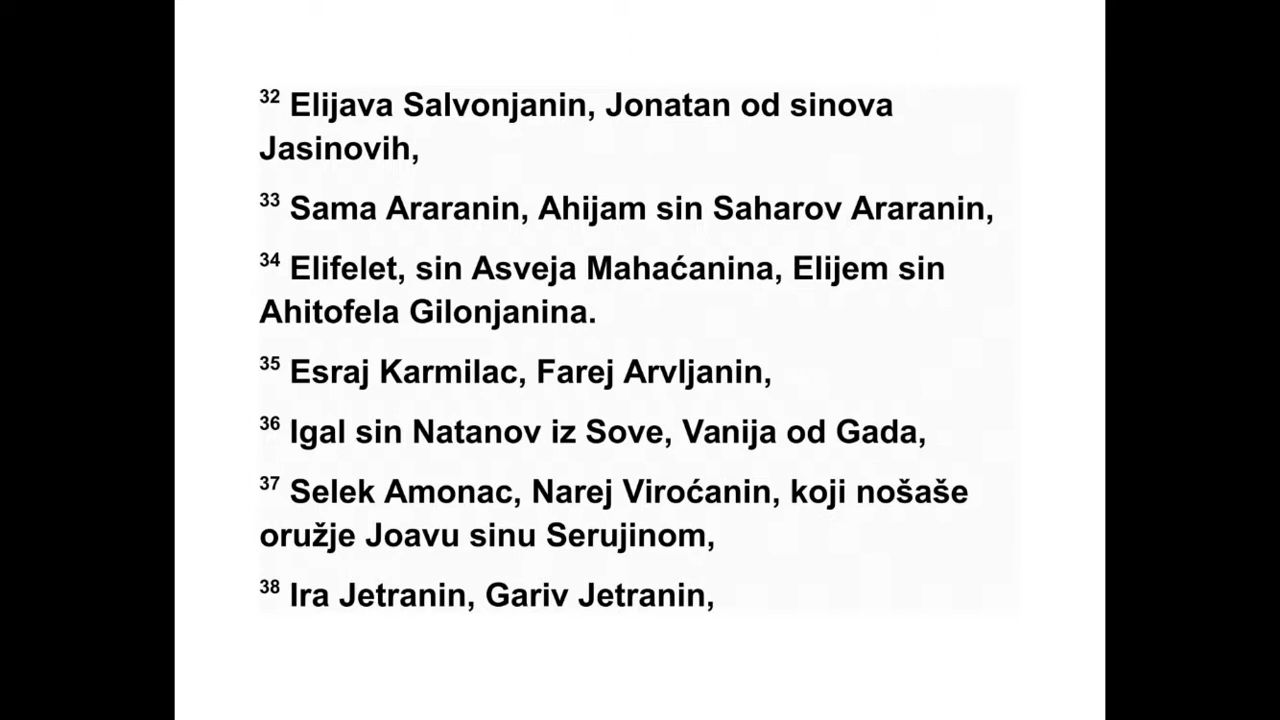 32 Elijava Salvonjanin, Jonatan od sinova
Jasinovih,
33 Sama Araranin, Ahijam sin Saharov Araranin,
34 Elifelet, sin Asveja Mahaćanina, Elijem sin
Ahitofela Gilonjanina.
35 Esraj Karmilac, Farej Arvljanin,
36 Igal sin Natanov iz Sove, Vanija od Gada,
37 Selek Amonac, Narej Viroćanin, koji nošaše
oružje Joavu sinu Serujinom,
38 Ira Jetranin, Gariv Jetranin,